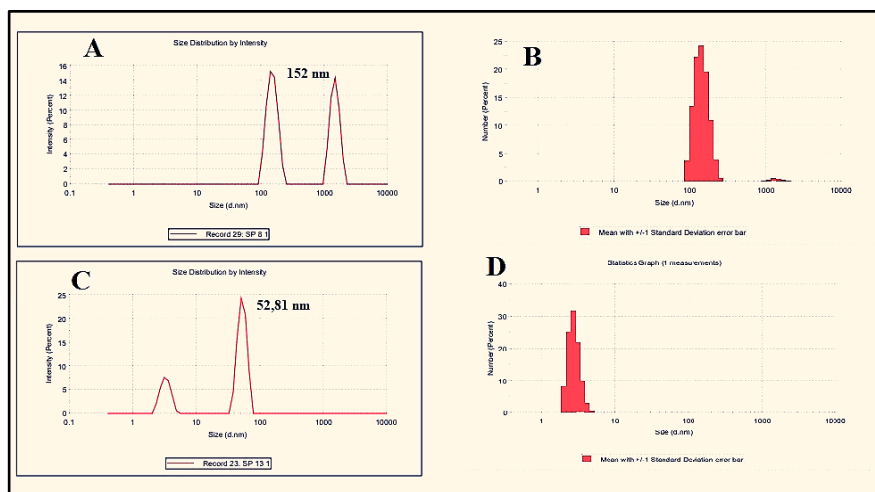 A
Size Distribution by Intensity
16
14
12
10
8
6
4
2
0
Intensity (Percent)
152 nm
0.1 1 10 100 1000 10000
Size (d.nm)
Record 29: SP 8 1
B
25
20
15
10
5
0
Number (Percent)
1 10 100 1000 10000
Size (d.nm)
Mean with +/-1 Standard Deviation error bar
C
Size Distribution by Intensity
25
20
15
10
5
0
Intensity (Percent)
52,81 nm
0.1 1 10 100 1000 10000
Size (d.nm)
Record 23: SP 13 1
D
Statistics Graph (1 measurements)
40
30
20
10
0
Number (Percent)
1 10 100 1000 10000
Size (d.nm)
Mean with +/-1 Standard Deviation error bar